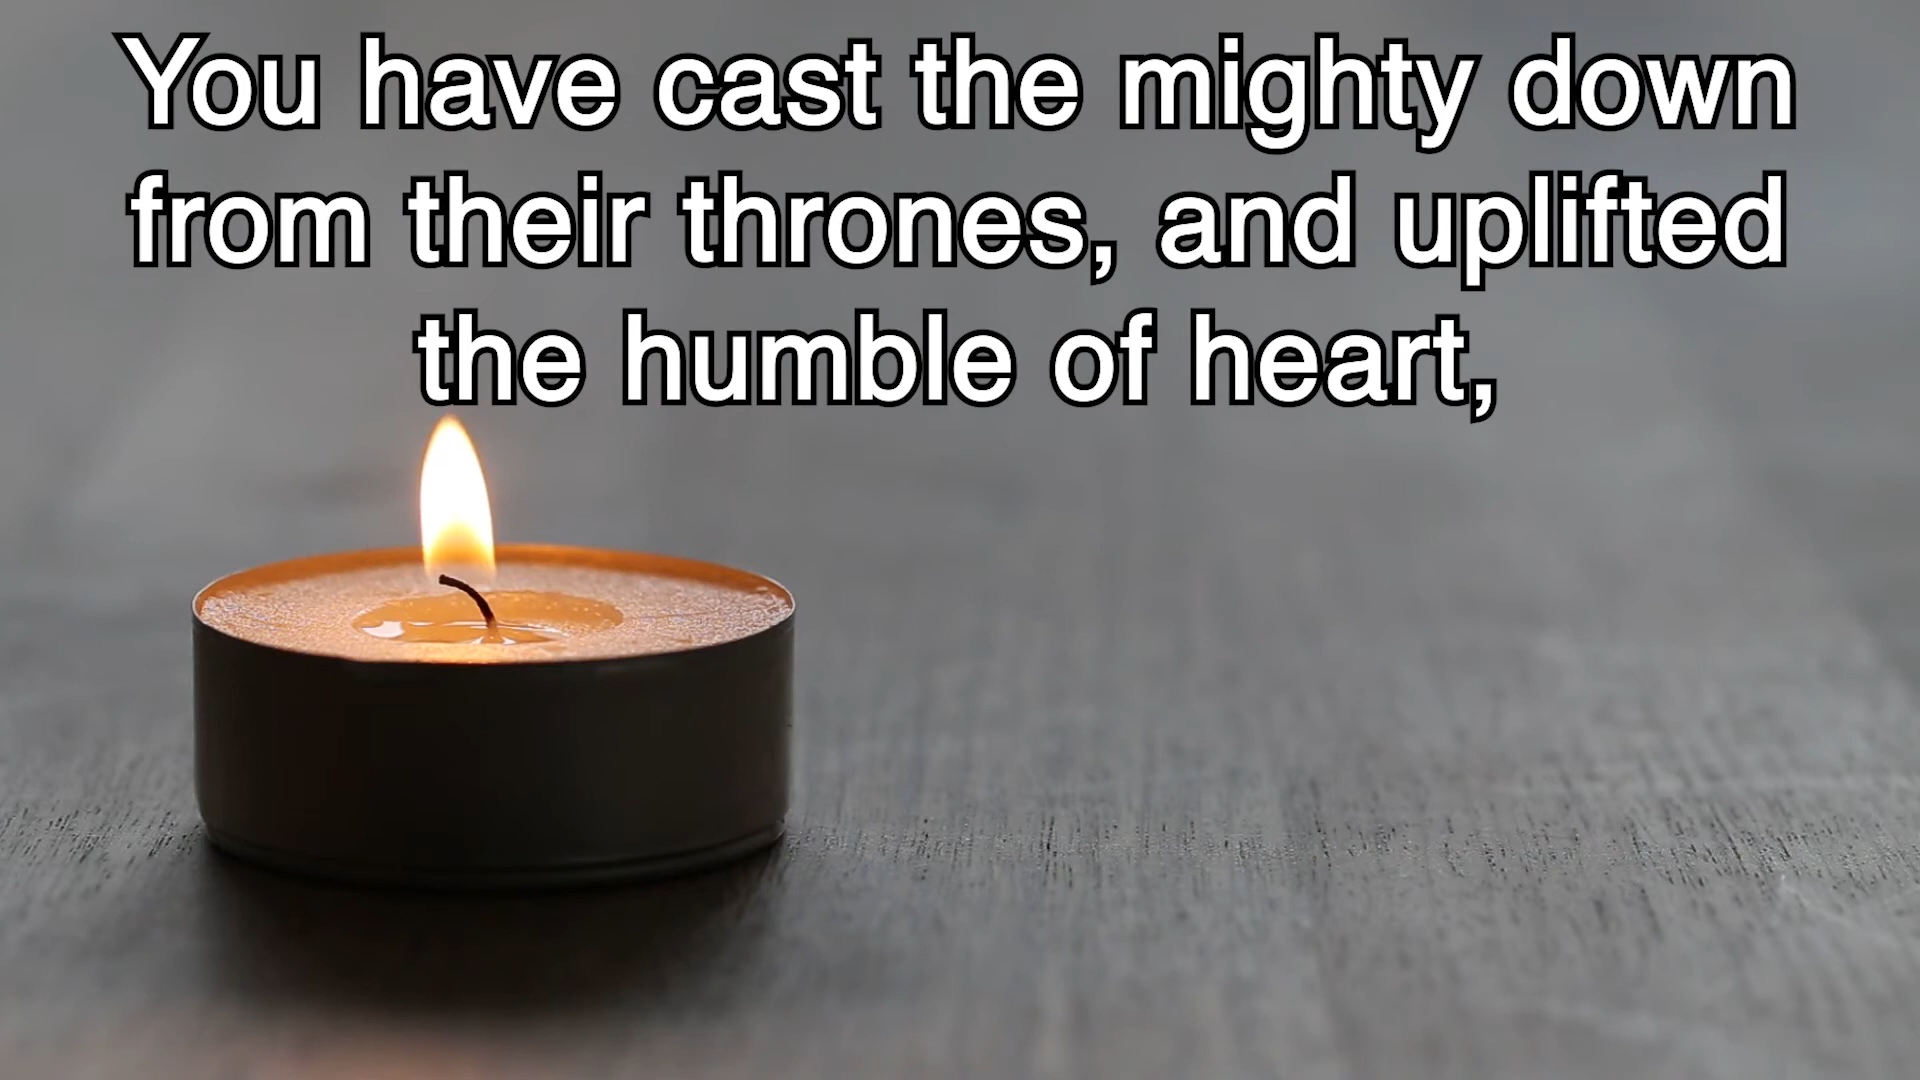 You have cast the mighty down
from their thrones, and uplifted
the humble of heart,